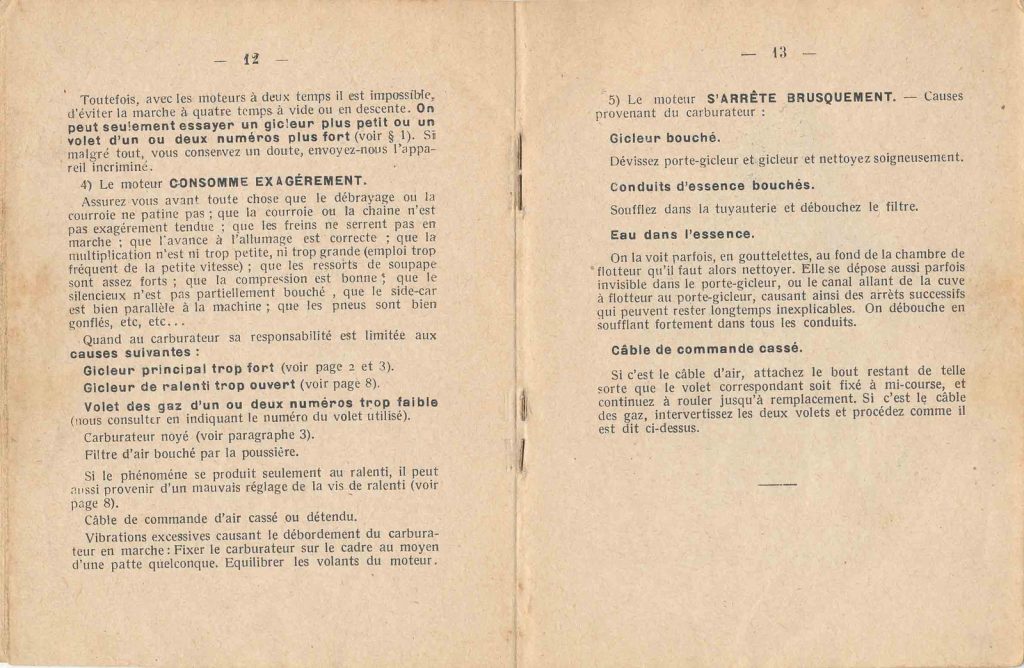 — 12 —
Toutefois, avec les moteurs à deux temps il est impossible,
d'éviter la marche à quatre temps à vide ou en descente. On
peut seulement essayer un gicleur plus petit ou un
volet d'un ou deux numéros plus fort (voir § 1). Si
malgré tout, vous conservez un doute, envoyez-nous l'appa-
reil incriminé.
4) Le moteur CONSOMME EXAGÉREMENT.
Assurez vous avant toute chose que le débrayage ou la
courroie ne patine pas ; que la courroie ou la chaine n'est
pas exagérement tendue ; que les freins ne serrent pas en
marche ; que l'avance à l'allumage est correcte ; que la
multiplication n'est ni trop petite, ni trop grande (emploi trop
fréquent de la petite vitesse) ; que les ressorts de soupape
sont assez forts ; que la compression est bonne ; que le
silencieux n'est pas partiellement bouché , que le side-car
est bien parallèle à la machine ; que les pneus sont bien
gonflés, etc, etc...
Quand au carburateur sa responsabilité est limitée aux
causes suivantes :
Gicleur principal trop fort (voir page 2 et 3).
Gicleur de ralenti trop ouvert (voir page 8).
Volet des gaz d'un ou deux numéros trop faible
(nous consulter en indiquant le numéro du volet utilisé).
Carburateur noyé (voir paragraphe 3).
Filtre d'air bouché par la poussière.
Si le phénoméne se produit seulement au ralenti, il peut
aussi provenir d'un mauvais réglage de la vis de ralenti (voir
page 8).
Câble de commande d'air cassé ou détendu.
Vibrations excessives causant le débordement du carbura-
teur en marche : Fixer le carburateur sur le cadre au moyen
d'une patte quelconque. Equilibrer les volants du moteur.
— 13 —
5) Le moteur S'ARRÊTE BRUSQUEMENT. — Causes
provenant du carburateur :
Gicleur bouché.
Dévissez porte-gicleur et gicleur et nettoyez soigneusement.
Conduits d'essence bouchés.
Soufflez dans la tuyauterie et débouchez le filtre.
Eau dans l'essence.
On la voit parfois, en gouttelettes, au fond de la chambre de
flotteur qu'il faut alors nettoyer. Elle se dépose aussi parfois
invisible dans le porte-gicleur, ou le canal allant de la cuve
à flotteur au porte-gicleur, causant ainsi des arrèts successifs
qui peuvent rester longtemps inexplicables. On débouche en
soufflant fortement dans tous les conduits.
Câble de commande cassé.
Si c'est le câble d'air, attachez le bout restant de telle
sorte que le volet correspondant soit fixé à mi-course, et
continuez à rouler jusqu'à remplacement. Si c'est le câble
des gaz, intervertissez les deux volets et procédez comme il
est dit ci-dessus.